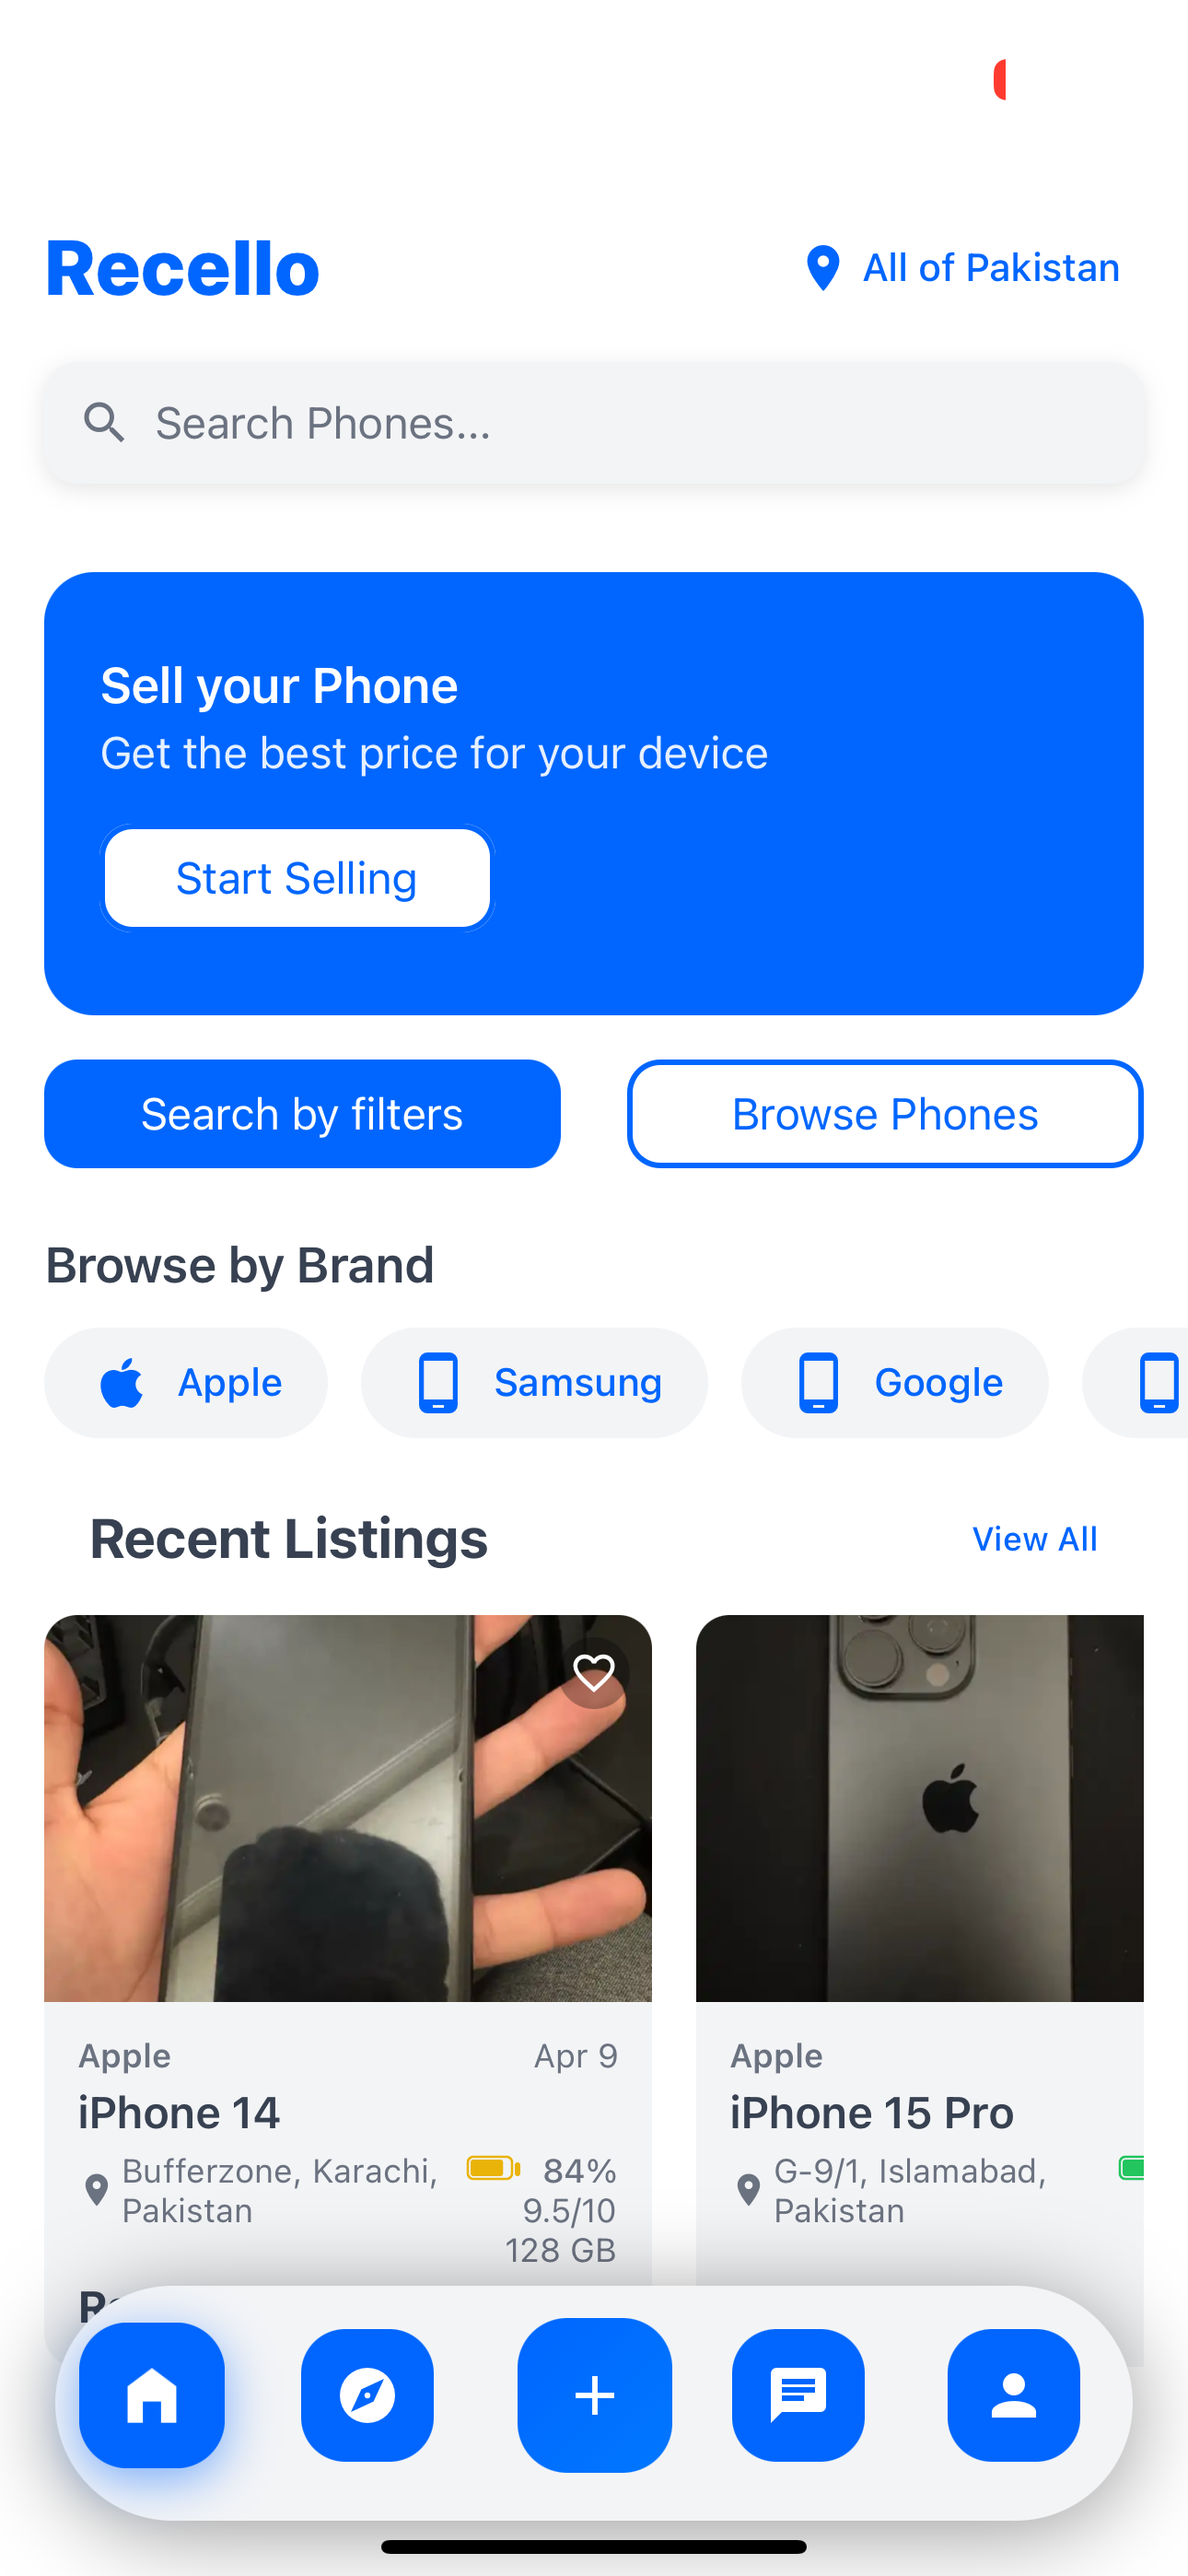 Recello
All of Pakistan
Search Phones...
Sell your Phone
Get the best price for your device
Start Selling
Search by filters
Browse Phones
Browse by Brand
Apple
Samsung
Google
Recent Listings
View All
Apple
Apr 9
iPhone 14
Bufferzone, Karachi,
Pakistan
84%
9.5/10
128 GB
Apple
iPhone 15 Pro
G-9/1, Islamabad,
Pakistan